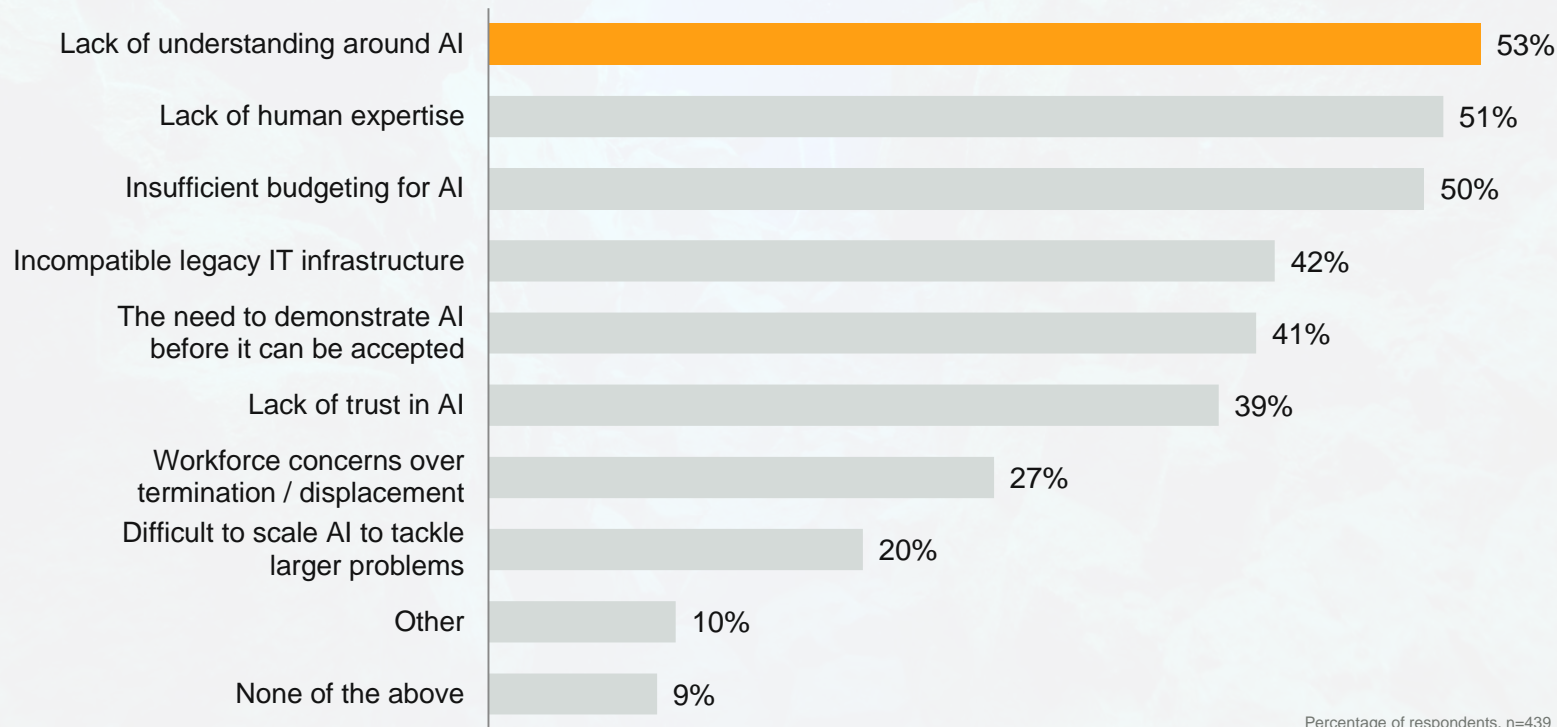 Lack of understanding around AI
53%
Lack of human expertise
51%
Insufficient budgeting for AI
50%
Incompatible legacy IT infrastructure
42%
The need to demonstrate AI
before it can be accepted
41%
Lack of trust in AI
39%
Workforce concerns over
termination / displacement
27%
Difficult to scale AI to tackle
larger problems
20%
Other
10%
None of the above
9%
Percentage of respondents, n=439